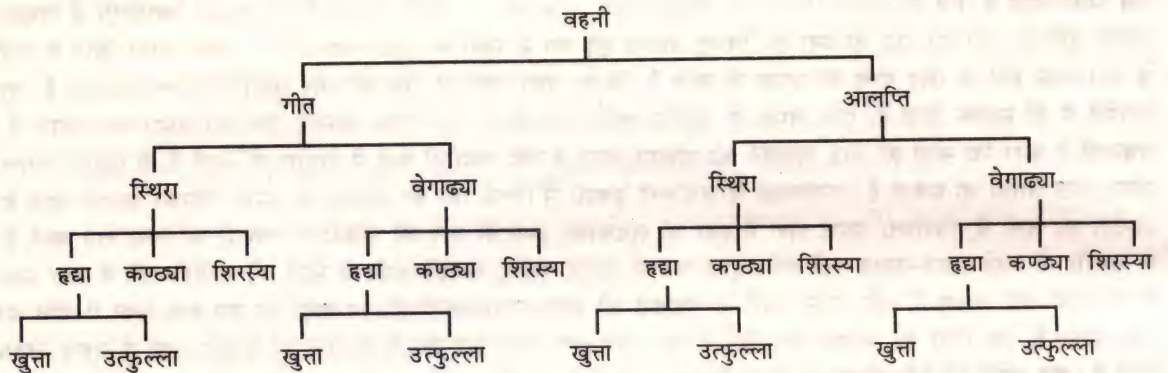 वहनी
गीत आलप्ति
स्थिरा वेगाढ्या स्थिरा वेगाढ्या
हृद्या कण्ठ्या शिरस्या हृद्या कण्ठ्या शिरस्या हृद्या कण्ठ्या शिरस्या हृद्या कण्ठ्या शिरस्या
खुत्ता उत्फुल्ला खुत्ता उत्फुल्ला खुत्ता उत्फुल्ला खुत्ता उत्फुल्ला